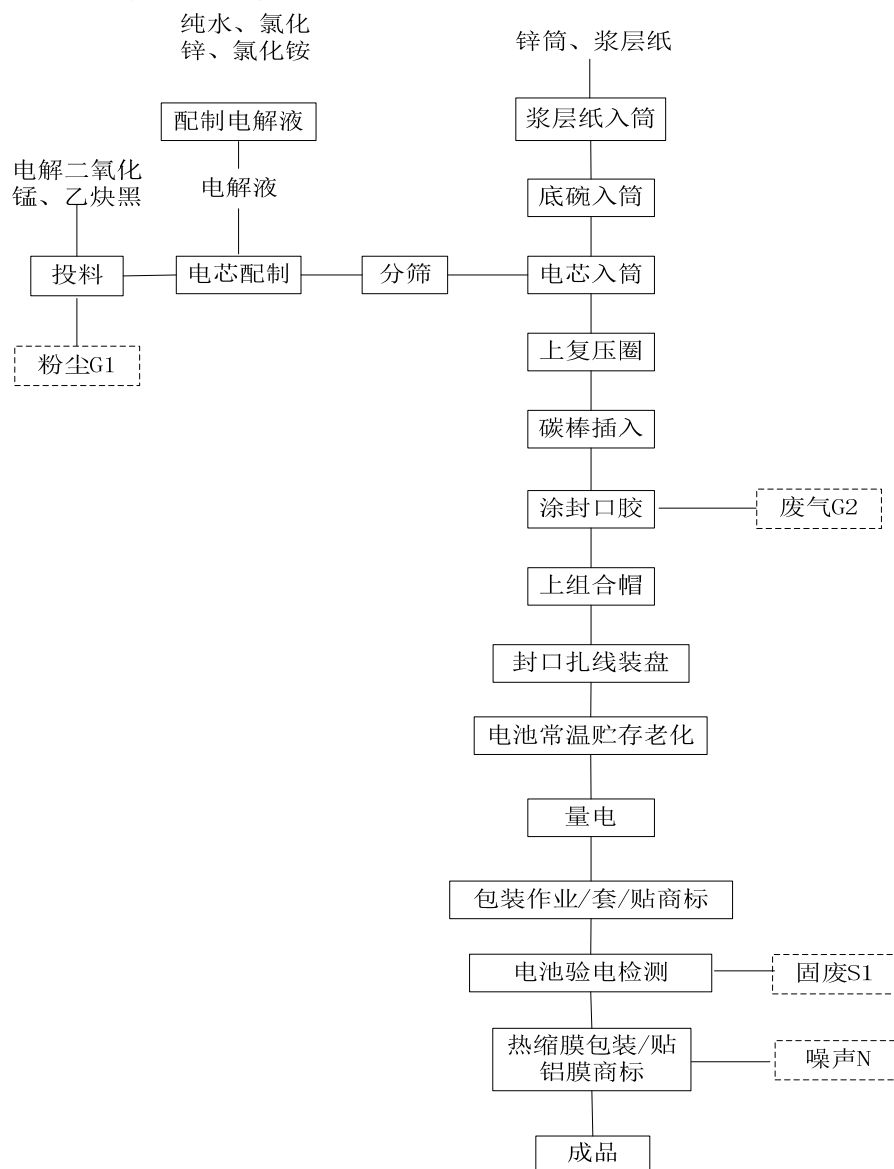 纯水、氯化
锌、氯化铵
锌筒、浆层纸
配制电解液
浆层纸入筒
电解二氧化
锰、乙炔黑
电解液
底碗入筒
投料
电芯配制
分筛
电芯入筒
粉尘G1
上复压圈
碳棒插入
涂封口胶
废气G2
上组合帽
封口扎线装盘
电池常温贮存老化
量电
包装作业/套/贴商标
电池验电检测
固废S1
热缩膜包装/贴
铝膜商标
噪声N
成品